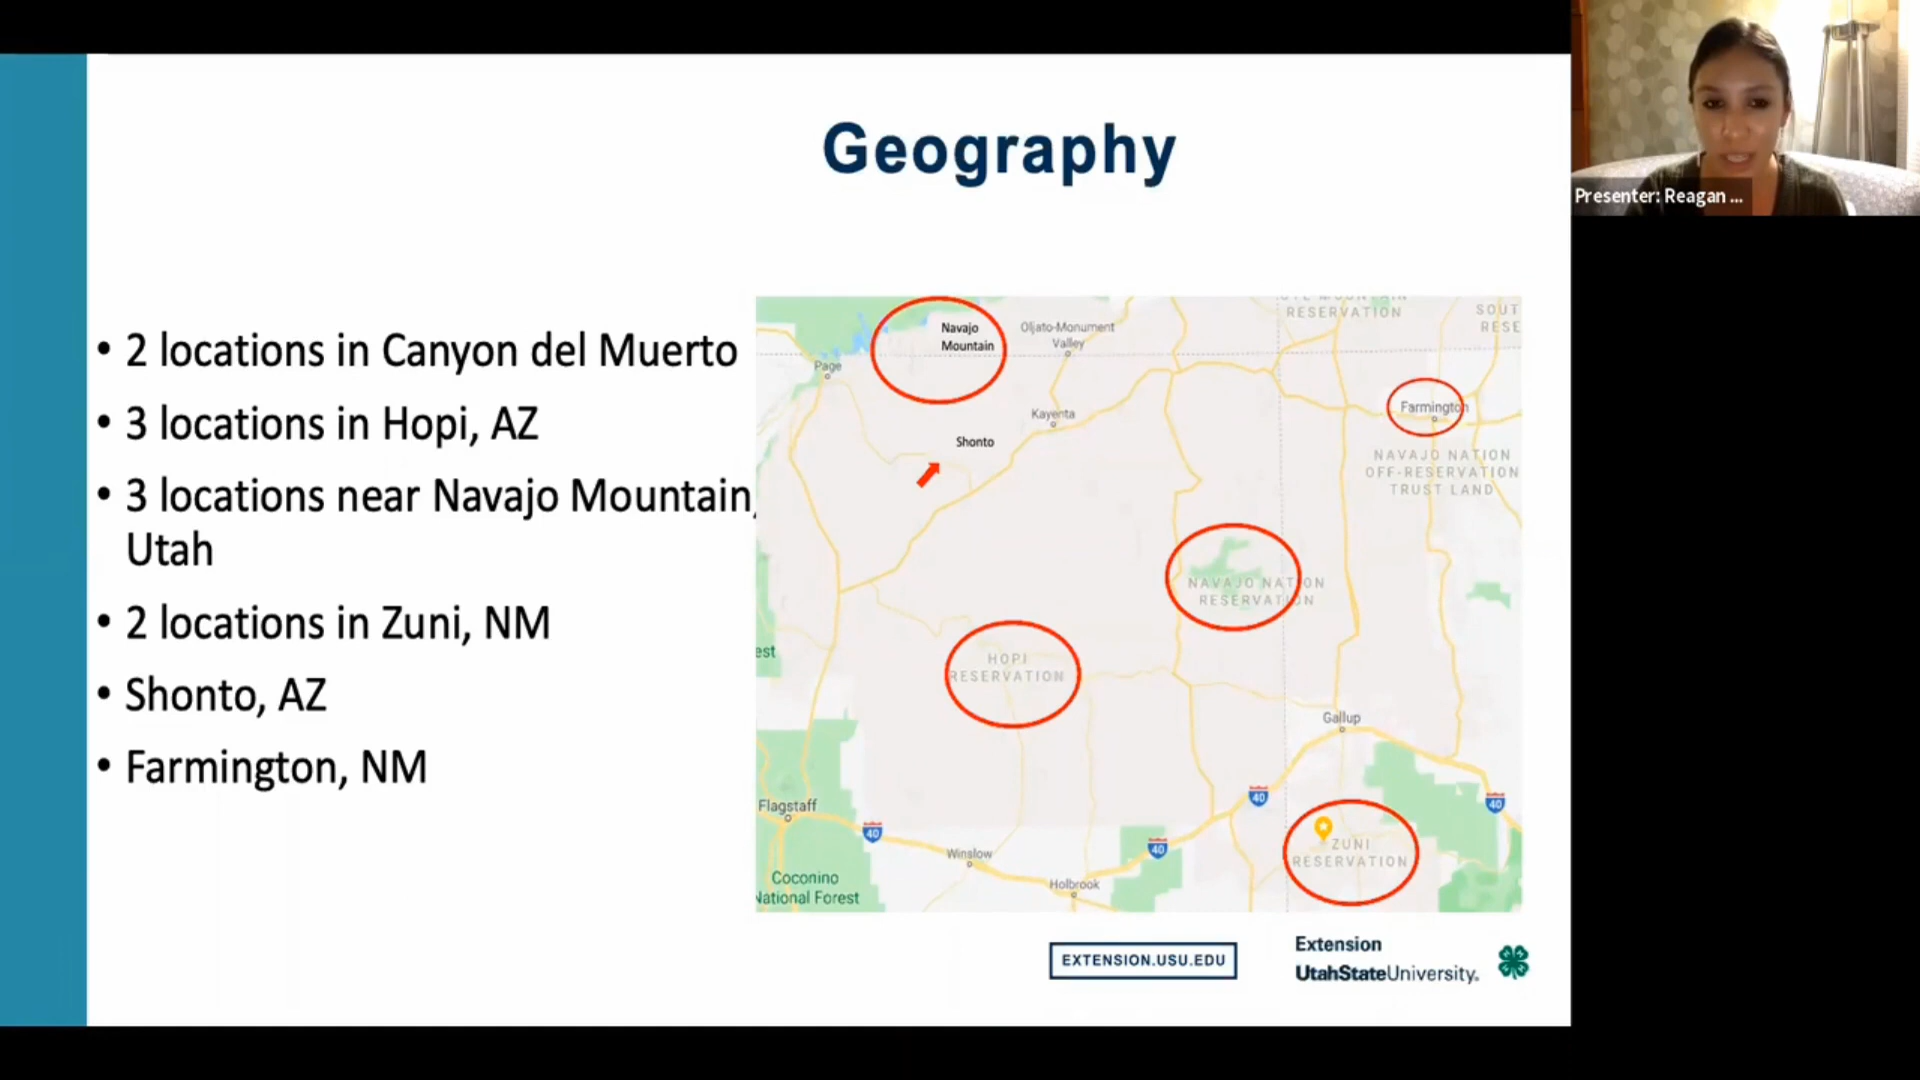 Geography
Presenter: Reagan ...
• 2 locations in Canyon del Muerto
• 3 locations in Hopi, AZ
• 3 locations near Navajo Mountain,
Utah
• 2 locations in Zuni, NM
• Shonto, AZ
• Farmington, NM
RESERVATION
SOUT
RESE
Navajo
Mountain
Oljato-Monument
Valley
Page
Kayenta
Farmington
Shonto
NAVAJO NATION
OFF-RESERVATION
TRUST LAND
NAVAJO NATION
RESERVATION
est
HOPI
RESERVATION
Gallup
40
40
Flagstaff
40
40
ZUNI
RESERVATION
Winslow
Holbrook
Coconino
National Forest
EXTENSION.USU.EDU
Extension
UtahStateUniversity.